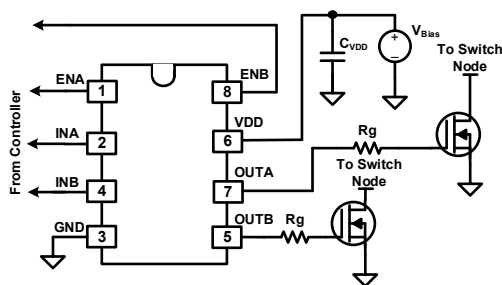 From Controller
ENA
1
INA
2
INB
4
GND
3
ENB
8
VDD
6
OUTA
7
OUTB
5
CVDD
VBias
+
−
Rg
To Switch
Node
Rg
To Switch
Node